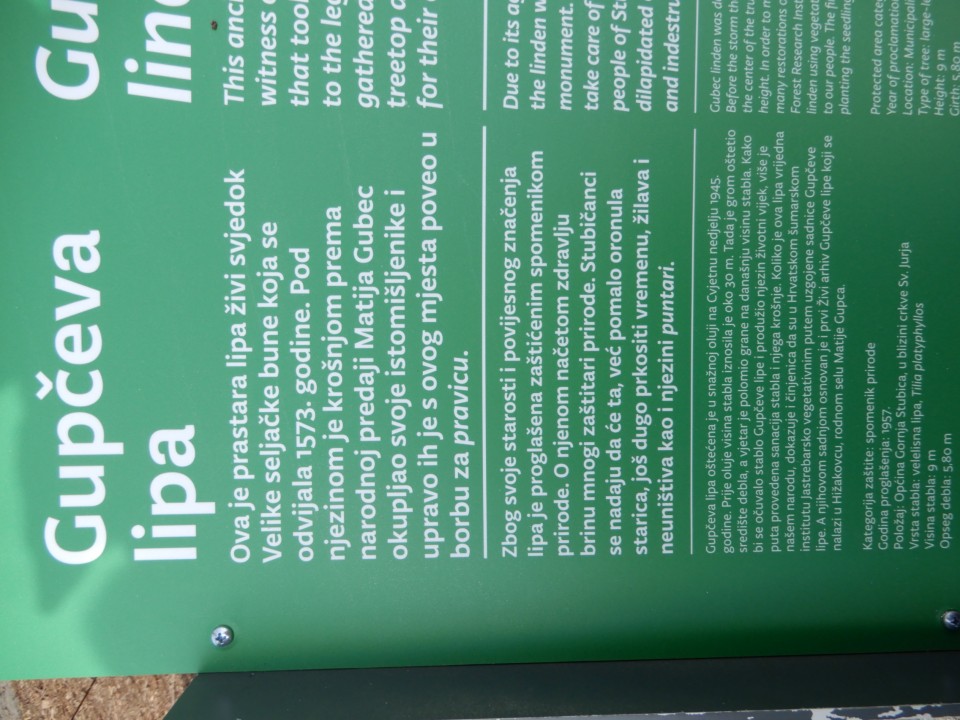 Gupčeva
lipa
Ova je prastara lipa živi svjedok
Velike seljačke bune koja se
odvijala 1573. godine. Pod
njezinom je krošnjom prema
narodnoj predaji Matija Gubec
okupljao svoje istomišljenike i
upravo ih je s ovog mjesta poveo u
borbu za pravicu.
Zbog svoje starosti i povijesnog značenja
lipa je proglašena zaštićenim spomenikom
prirode. O njenom načetom zdravlju
brinu mnogi zaštitari prirode. Stubičanci
se nadaju da će ta, već pomalo oronula
starica, još dugo prkositi vremenu, žilava i
neuništiva kao i njezini puntari.
Gupčeva lipa oštećena je u snažnoj oluji na Cvjetnu nedjelju 1945.
godine. Prije oluje visina stabla iznosila je oko 30 m. Tada je grom oštetio
središte debla, a vjetar je polomio grane na današnju visinu stabla. Kako
bi se očuvalo stablo Gupčeve lipe i produžio njezin životni vijek, više je
puta provedena sanacija stabla i njega krošnje. Koliko je ova lipa vrijedna
našem narodu, dokazuje i činjenica da su u Hrvatskom šumarskom
institutu Jastrebarsko vegetativnim putem uzgojene sadnice Gupčeve
lipe. A njihovom sadnjom osnovan je i prvi živi arhiv Gupčeve lipe koji se
nalazi u Hižakovcu, rodnom selu Matije Gupca.
Kategorija zaštite: spomenik prirode
Godina proglašenja: 1957.
Položaj: Općina Gornja Stubica, u blizini crkve Sv. Jurja
Vrsta stabla: velelisna lipa, Tilia platyphyllos
Visina stabla: 9 m
Opseg debla: 5,80 m
Gu
lin
This anc
witness o
that took
to the leg
gathered
treetop a
for their
Due to its ag
the linden w
monument.
take care of
people of St
dilapidated
and indestru
Gubec linden was d
Before the storm th
the center of the tru
height. In order to m
many restorations o
Forest Research Inst
linden using vegetat
to our people. The fi
planting the seedling
Protected area categ
Year of proclamation
Location: Municipali
Type of tree: large-le
Height: 9 m
Girth: 5,80 m